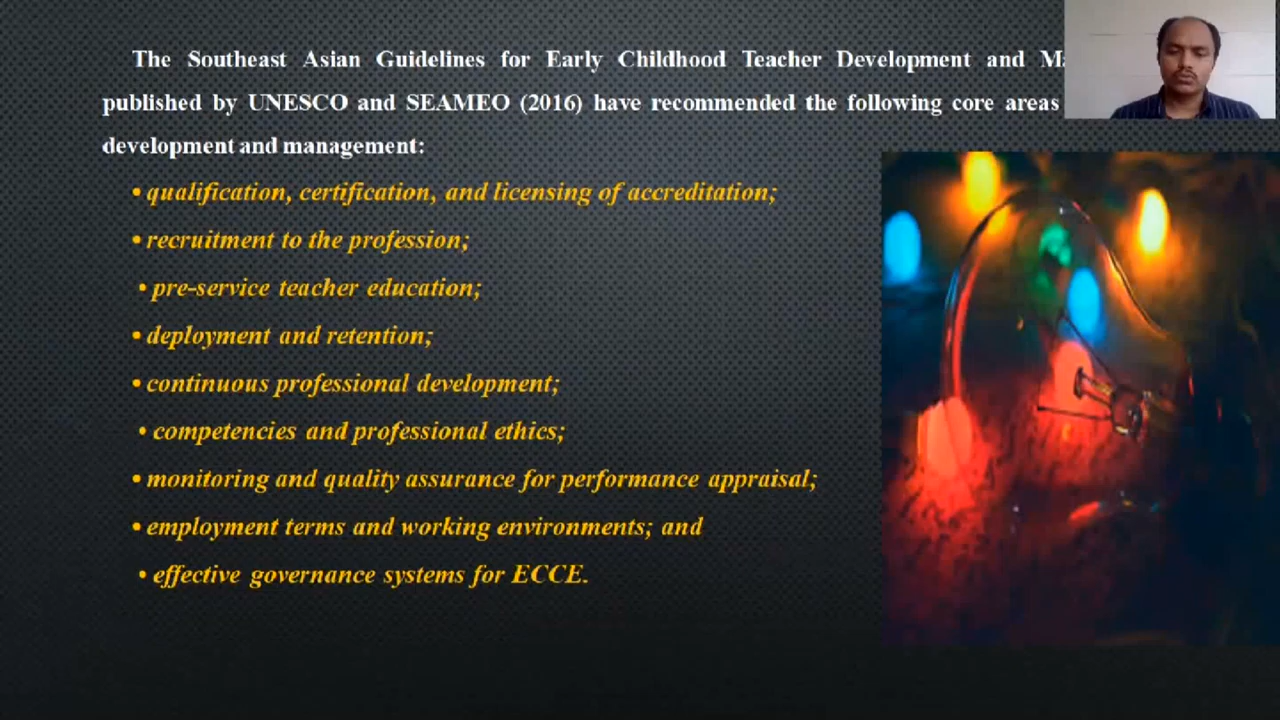 The Southeast Asian Guidelines for Early Childhood Teacher Development and
published by UNESCO and SEAMEO (2016) have recommended the following core areas
development and management:
• qualification, certification, and licensing of accreditation;
• recruitment to the profession;
• pre-service teacher education;
• deployment and retention;
• continuous professional development;
• competencies and professional ethics;
• monitoring and quality assurance for performance appraisal;
• employment terms and working environments; and
• effective governance systems for ECCE.